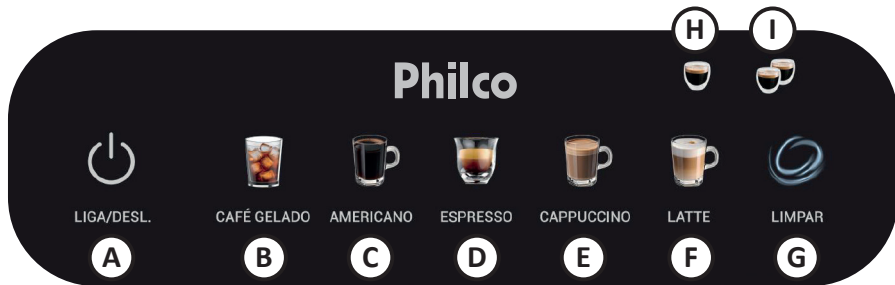 H I
Philco
LIGA/DESL. CAFÉ GELADO AMERICANO ESPRESSO CAPPUCCINO LATTE LIMPAR
A B C D E F G